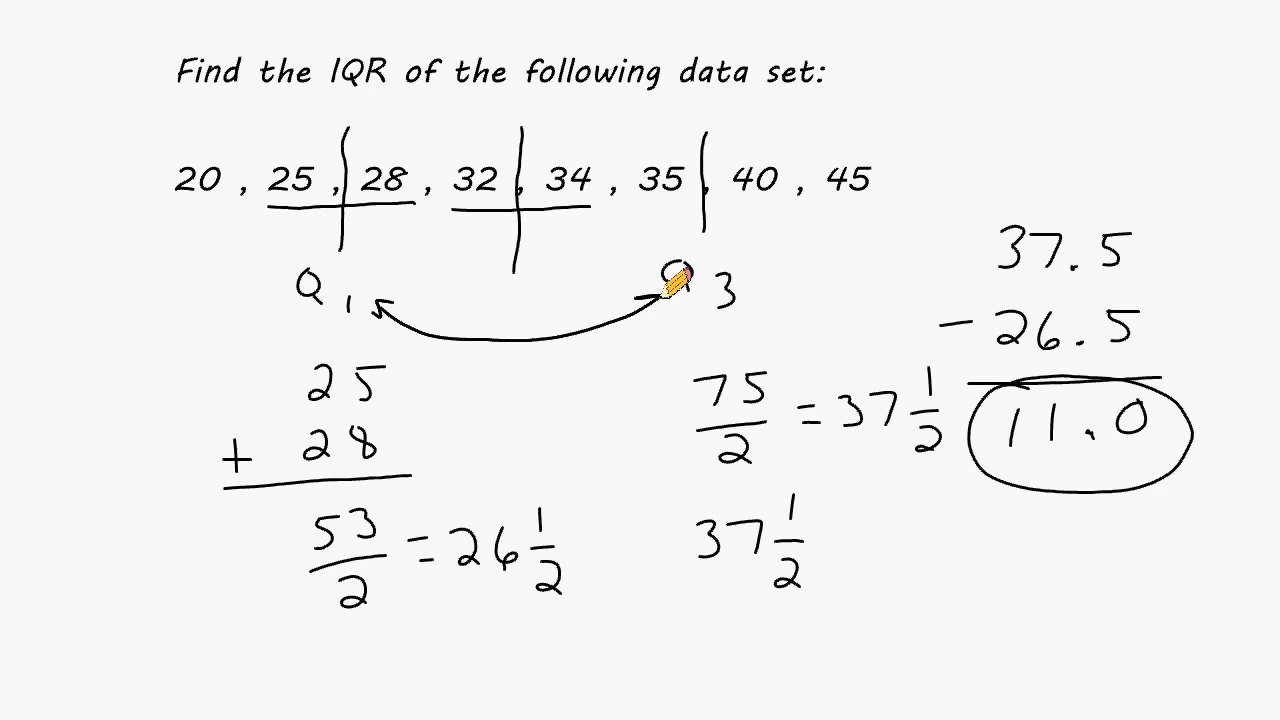 Find the IQR of the following data set:
20 , 25 , 28 , 32 , 34 , 35 , 40 , 45
Q1 Q3
25
+ 28
53/2 = 26 1/2
75/2 = 37 1/2
37 1/2
37.5
- 26.5
11.0